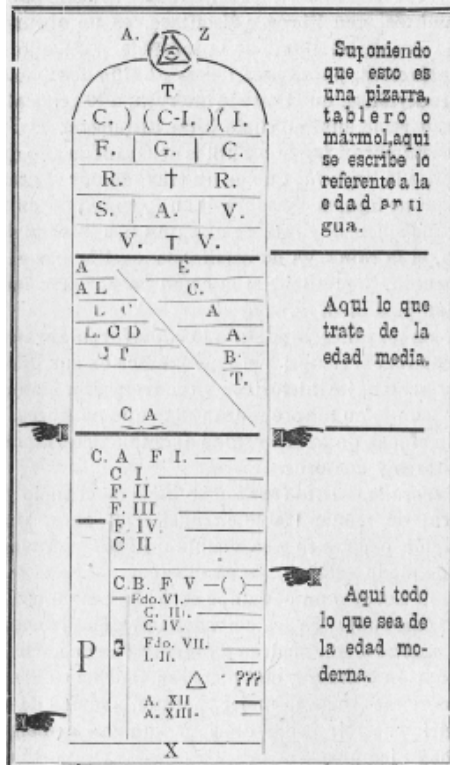 A. Z
T
C. ) ( C-I. ) ( I.
F. G. C.
R. † R.
S. A. V.
V. † V.
A E
A L C.
L C A
L. C D A.
J P. B.
T.
C A
C. A F I.
C I
F. II
F. III
F. IV.
C II
C.B. F V ( )
Fdo. VI.
C. III.
C. IV.
P G Fdo. VII.
I. II.
△ ???
A. XII
A. XIII.
X
Suponiendo
que esto es
una pizarra,
tablero o
mármol, aquí
se escribe lo
referente a la
edad anti
gua.
Aquí lo que
trate de la
edad media.
Aquí todo
lo que sea de
la edad mo-
derna.